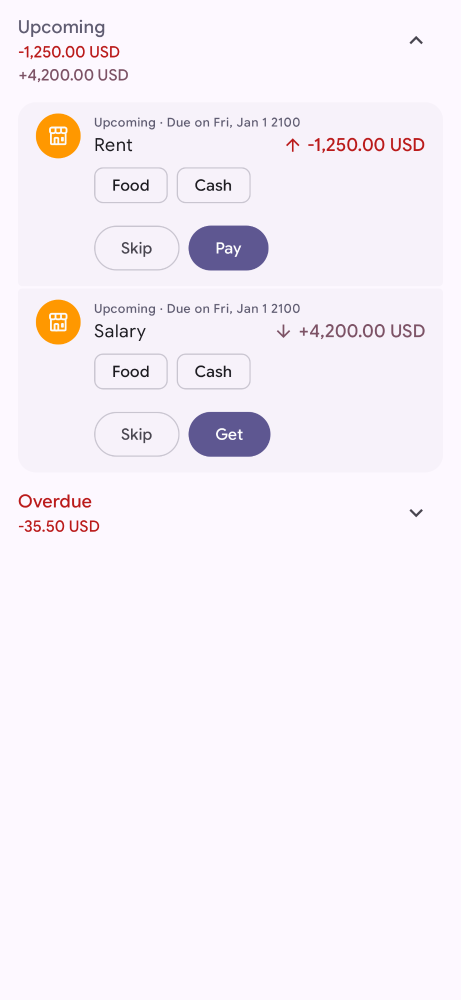 Upcoming
-1,250.00 USD
+4,200.00 USD
Upcoming · Due on Fri, Jan 1 2100
Rent
-1,250.00 USD
Food
Cash
Skip
Pay
Upcoming · Due on Fri, Jan 1 2100
Salary
+4,200.00 USD
Food
Cash
Skip
Get
Overdue
-35.50 USD